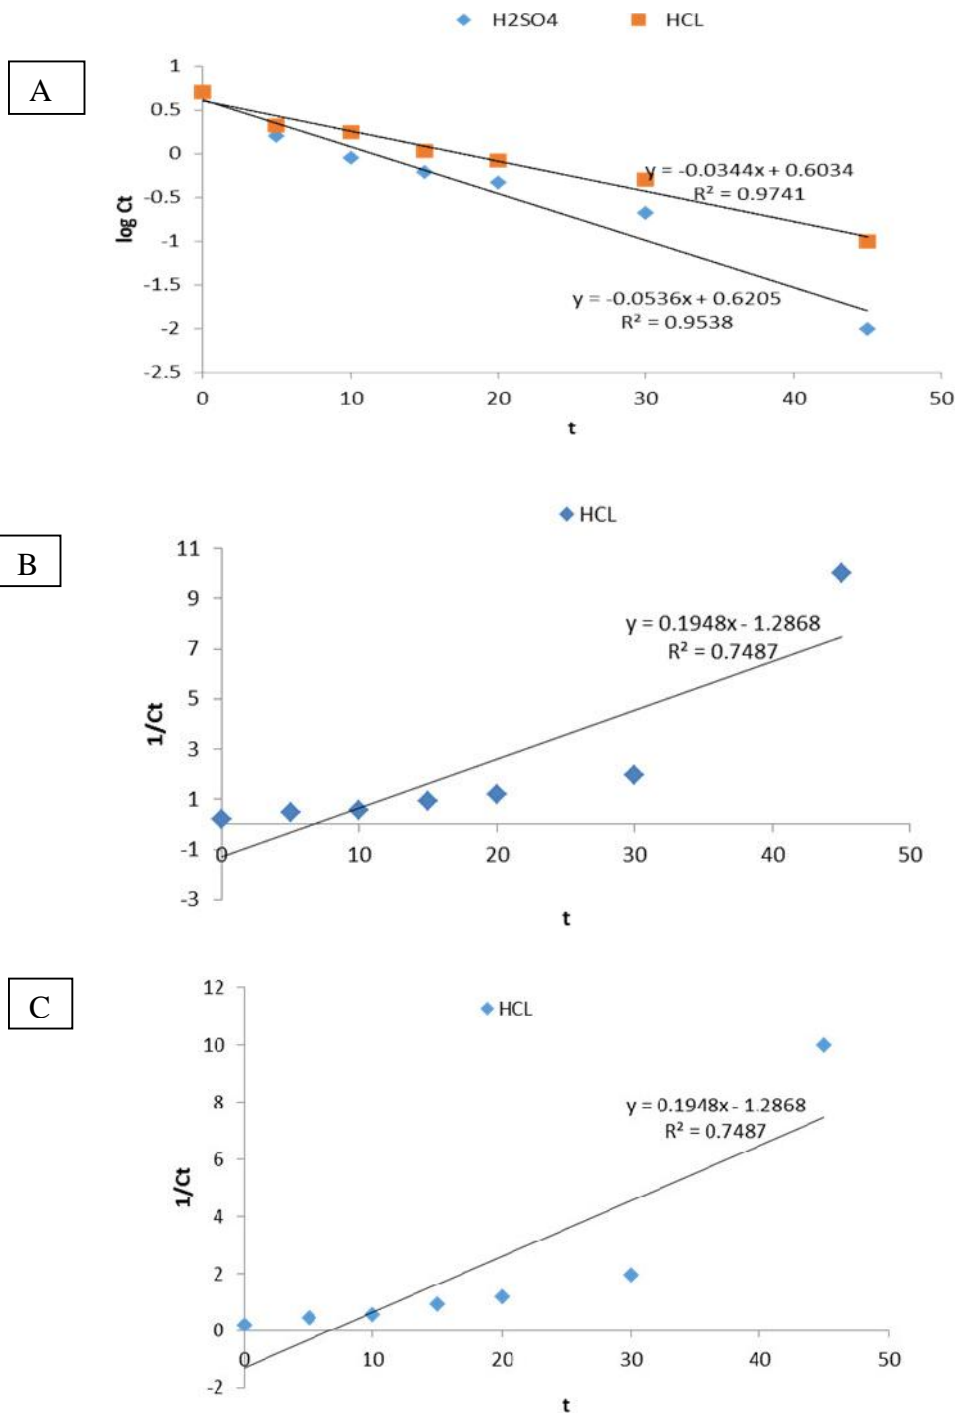 H2SO4 HCL
A
1
0.5
0
-0.5
-1
-1.5
-2
-2.5
log Ct
y = -0.0344x + 0.6034
R² = 0.9741
y = -0.0536x + 0.6205
R² = 0.9538
0 10 20 30 40 50
t
B
HCL
11
9
7
5
3
1
-1
-3
1/Ct
y = 0.1948x - 1.2868
R² = 0.7487
0 10 20 30 40 50
t
C
HCL
12
10
8
6
4
2
0
-2
1/Ct
y = 0.1948x - 1.2868
R² = 0.7487
0 10 20 30 40 50
t